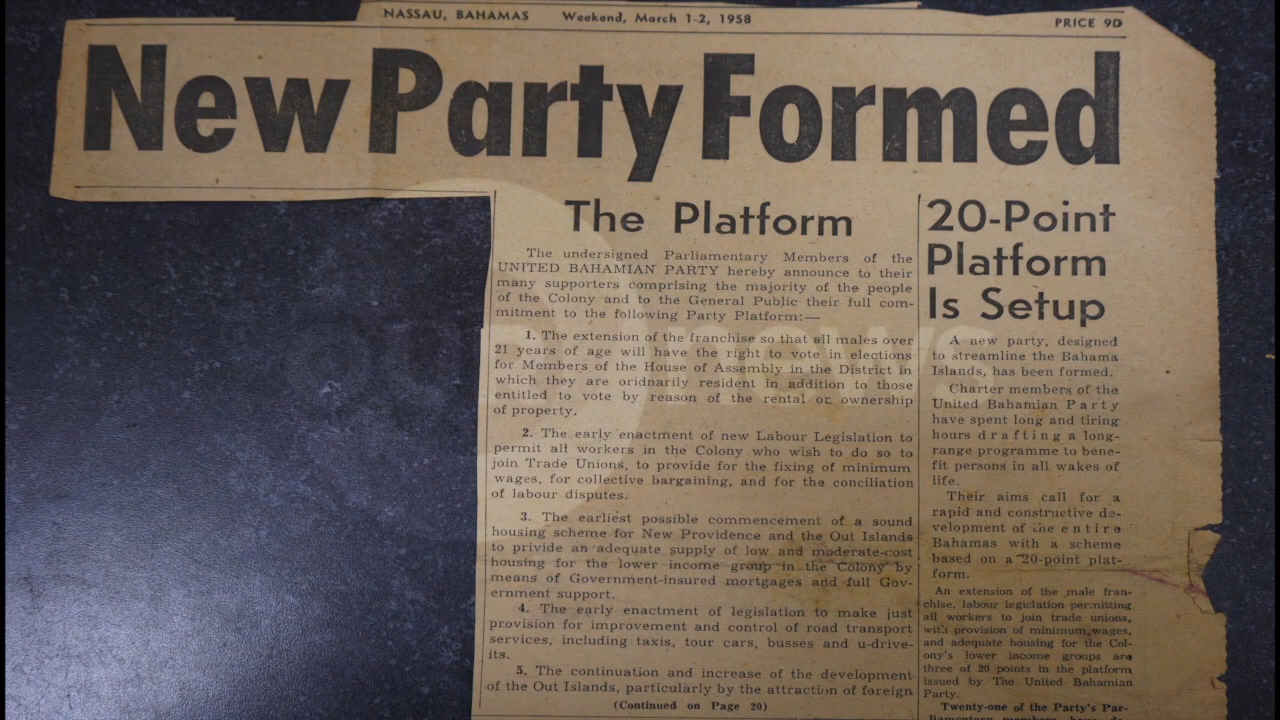 NASSAU, BAHAMAS Weekend, March 1-2, 1958 PRICE 9D
New Party Formed
The Platform
The undersigned Parliamentary Members of the
UNITED BAHAMIAN PARTY hereby announce to their
many supporters comprising the majority of the people
of the Colony and to the General Public their full com-
mitment to the following Party Platform:—
1. The extension of the franchise so that all males over
21 years of age will have the right to vote in elections
for Members of the House of Assembly in the District in
which they are oridnarily resident in addition to those
entitled to vote by reason of the rental or ownership
of property.
2. The early enactment of new Labour Legislation to
permit all workers in the Colony who wish to do so to
join Trade Unions, to provide for the fixing of minimum
wages, for collective bargaining, and for the conciliation
of labour disputes.
3. The earliest possible commencement of a sound
housing scheme for New Providence and the Out Islands
to privide an adequate supply of low and moderate-cost
housing for the lower income group in the Colony by
means of Government-insured mortgages and full Gov-
ernment support.
4. The early enactment of legislation to make just
provision for improvement and control of road transport
services, including taxis, tour cars, busses and u-drive-
its.
5. The continuation and increase of the development
of the Out Islands, particularly by the attraction of foreign
(Continued on Page 20)
20-Point
Platform
Is Setup
A new party, designed
to streamline the Bahama
Islands, has been formed.
Charter members of the
United Bahamian Party
have spent long and tiring
hours drafting a long-
range programme to bene-
fit persons in all wakes of
life.
Their aims call for a
rapid and constructive de-
velopment of the entire
Bahamas with a scheme
based on a 20-point plat-
form.
An extension of the male fran-
chise, labour legiclation permitting
all workers to join trade unions,
with provision of minimum wages,
and adequate housing for the Col-
ony's lower income groups are
three of 20 points in the platform
issued by The United Bahamian
Party.
Twenty-one of the Party's Par-
news